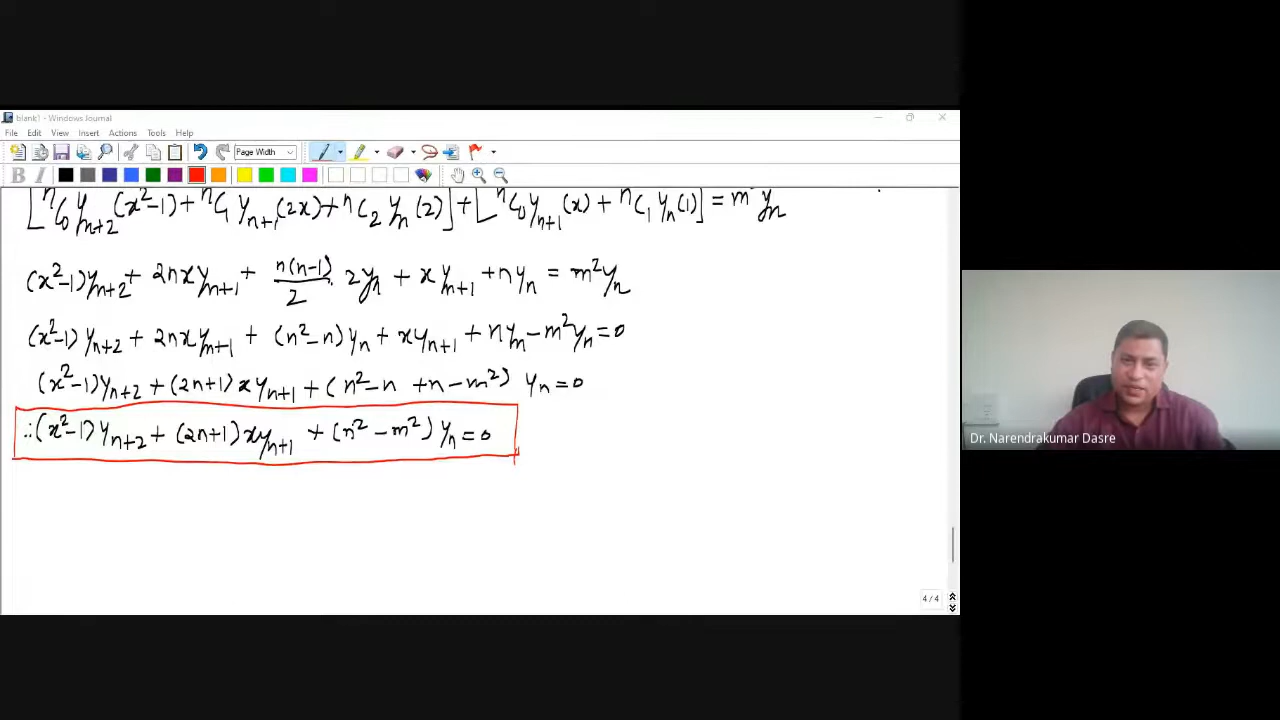 blank1 - Windows Journal
File Edit View Insert Actions Tools Help
Page Width
B I
[ⁿC₀ yₙ₊₂ (x²-1) + ⁿC₁ yₙ₊₁ (2x) + ⁿC₂ yₙ (2)] + [ⁿC₀ yₙ₊₁ (x) + ⁿC₁ yₙ (1)] = m² yₙ
(x²-1) yₙ₊₂ + 2nx yₙ₊₁ + n(n-1)/2 · 2yₙ + x yₙ₊₁ + n yₙ = m² yₙ
(x²-1) yₙ₊₂ + 2nx yₙ₊₁ + (n²-n) yₙ + x yₙ₊₁ + n yₙ - m² yₙ = 0
(x²-1) yₙ₊₂ + (2n+1) x yₙ₊₁ + (n²-n +n-m²) yₙ = 0
∴ (x²-1) yₙ₊₂ + (2n+1) x yₙ₊₁ + (n²-m²) yₙ = 0
Dr. Narendrakumar Dasre
4 / 4